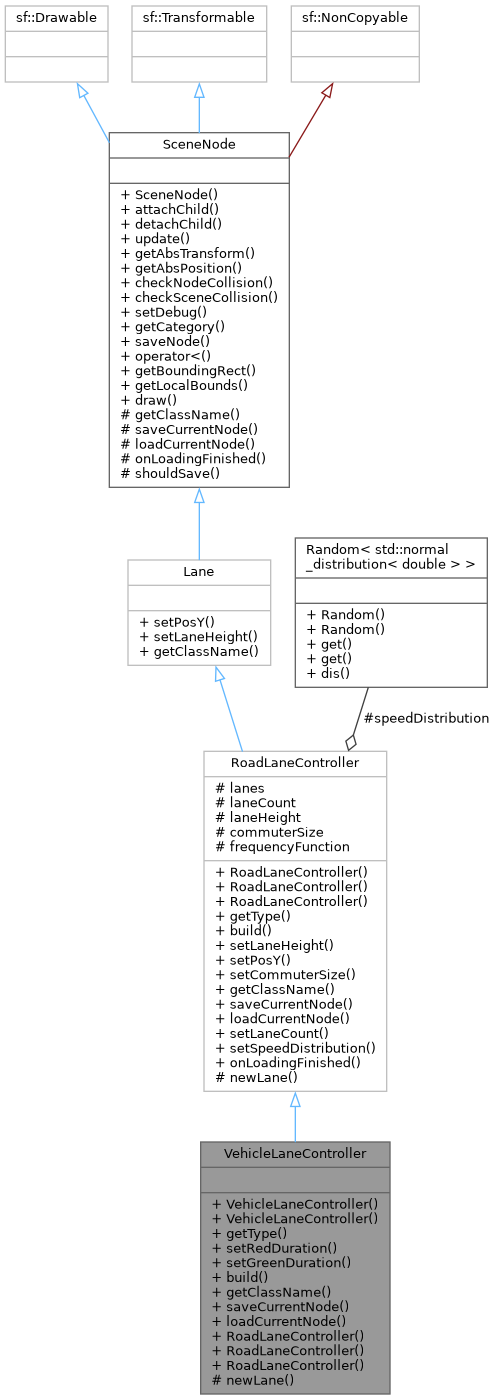 sf::Drawable
sf::Transformable
sf::NonCopyable
SceneNode
+ SceneNode()
+ attachChild()
+ detachChild()
+ update()
+ getAbsTransform()
+ getAbsPosition()
+ checkNodeCollision()
+ checkSceneCollision()
+ setDebug()
+ getCategory()
+ saveNode()
+ operator<()
+ getBoundingRect()
+ getLocalBounds()
+ draw()
# getClassName()
# saveCurrentNode()
# loadCurrentNode()
# onLoadingFinished()
# shouldSave()
Lane
+ setPosY()
+ setLaneHeight()
+ getClassName()
Random< std::normal
_distribution< double > >
+ Random()
+ Random()
+ get()
+ get()
+ dis()
#speedDistribution
RoadLaneController
# lanes
# laneCount
# laneHeight
# commuterSize
# frequencyFunction
+ RoadLaneController()
+ RoadLaneController()
+ RoadLaneController()
+ getType()
+ build()
+ setLaneHeight()
+ setPosY()
+ setCommuterSize()
+ getClassName()
+ saveCurrentNode()
+ loadCurrentNode()
+ setLaneCount()
+ setSpeedDistribution()
+ onLoadingFinished()
# newLane()
VehicleLaneController
+ VehicleLaneController()
+ VehicleLaneController()
+ getType()
+ setRedDuration()
+ setGreenDuration()
+ build()
+ getClassName()
+ saveCurrentNode()
+ loadCurrentNode()
+ RoadLaneController()
+ RoadLaneController()
+ RoadLaneController()
# newLane()